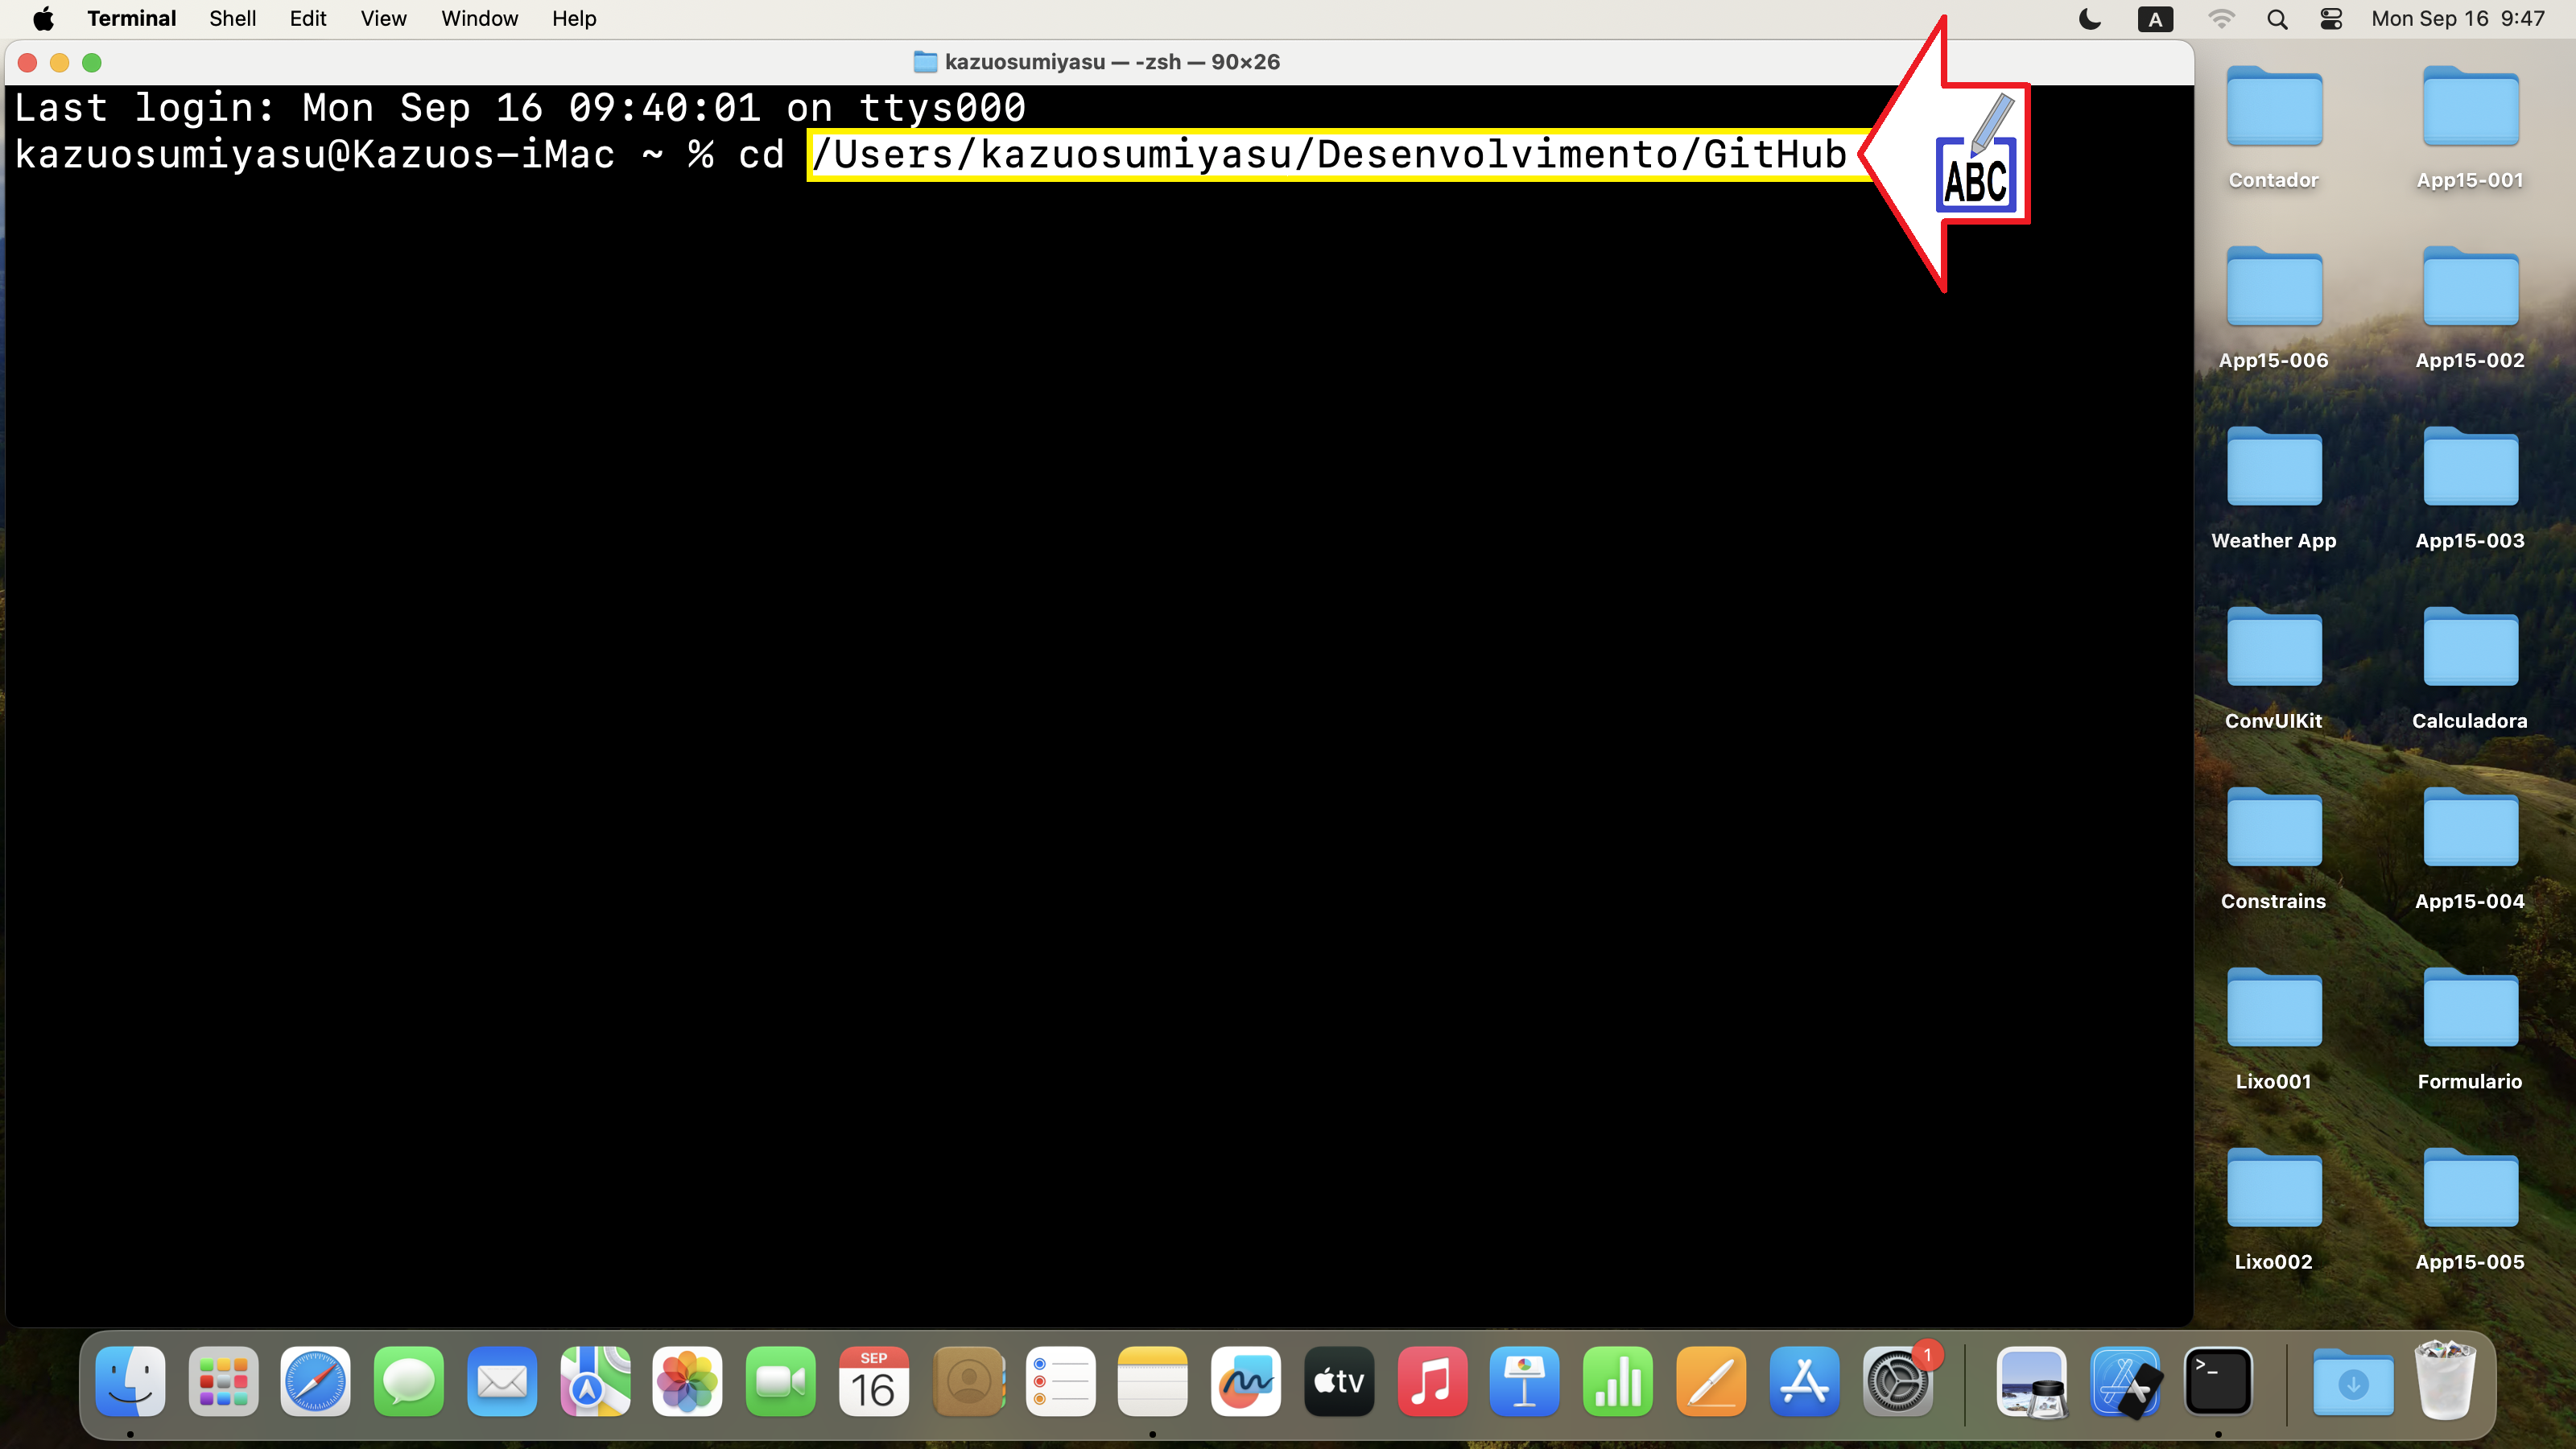 Terminal Shell Edit View Window Help A Mon Sep 16 9:47
kazuosumiyasu — -zsh — 90×26
Last login: Mon Sep 16 09:40:01 on ttys000
kazuosumiyasu@Kazuos-iMac ~ % cd /Users/kazuosumiyasu/Desenvolvimento/GitHub
ABC
Contador App15-001
App15-006 App15-002
Weather App App15-003
ConvUIKit Calculadora
Constrains App15-004
Lixo001 Formulario
Lixo002 App15-005
SEP
16
tv
1
>_